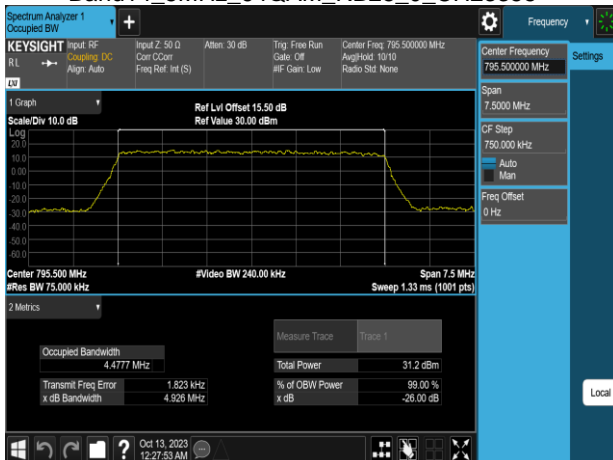 Spectrum Analyzer 1
Occupied BW
Frequency
KEYSIGHT
RL
LXI
Input: RF
Coupling: DC
Align: Auto
Input Z: 50 Ω
Corr CCorr
Freq Ref: Int (S)
Atten: 30 dB
Trig: Free Run
Gate: Off
#IF Gain: Low
Center Freq: 795.500000 MHz
Avg|Hold: 10/10
Radio Std: None
Center Frequency
795.500000 MHz
Settings
Span
7.5000 MHz
CF Step
750.000 kHz
Auto
Man
Freq Offset
0 Hz
Local
1 Graph
Scale/Div 10.0 dB
Ref Lvl Offset 15.50 dB
Ref Value 30.00 dBm
Log
20.0
10.0
0.00
-10.0
-20.0
-30.0
-40.0
-50.0
-60.0
Center 795.500 MHz
#Video BW 240.00 kHz
Span 7.5 MHz
#Res BW 75.000 kHz
Sweep 1.33 ms (1001 pts)
2 Metrics
Measure Trace
Trace 1
Occupied Bandwidth
4.4777 MHz
Total Power
31.2 dBm
Transmit Freq Error
1.823 kHz
% of OBW Power
99.00 %
x dB Bandwidth
4.926 MHz
x dB
-26.00 dB
?
Oct 13, 2023
12:27:53 AM